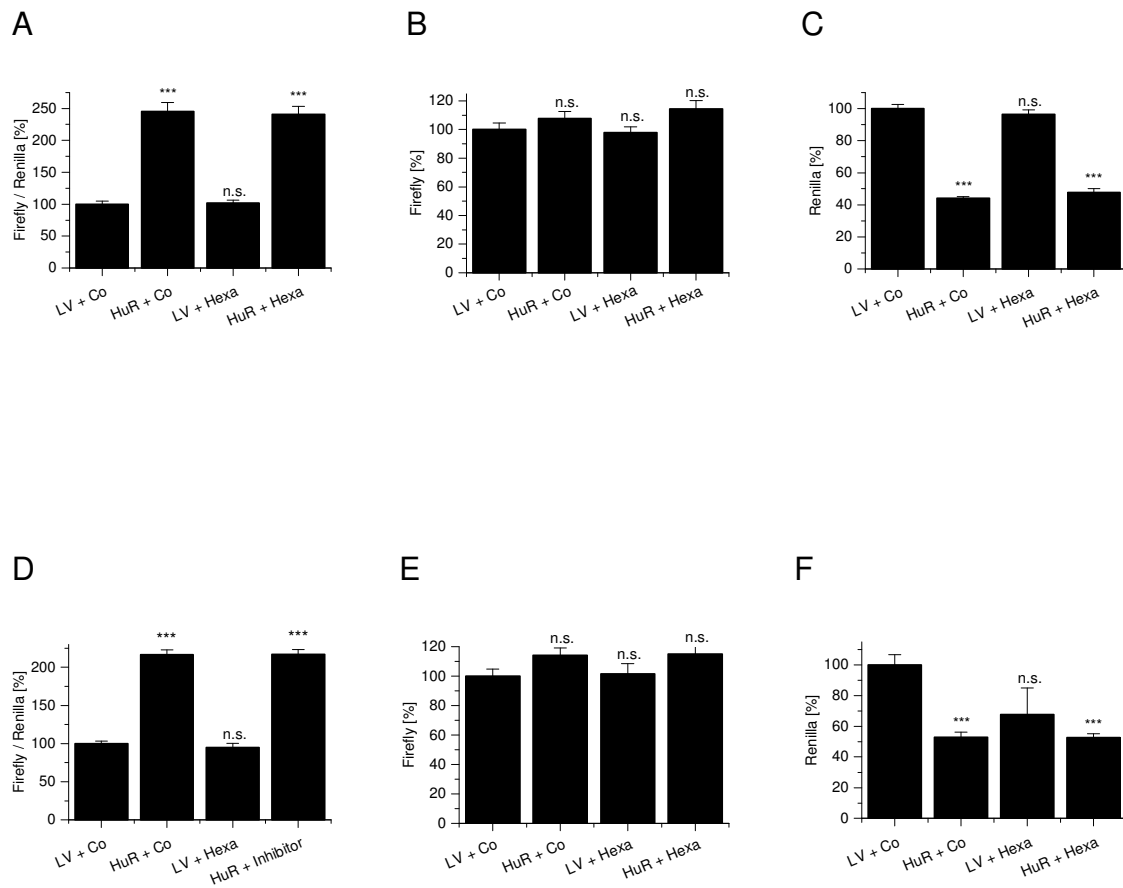 A
Firefly / Renilla [%]
250
200
150
100
50
0
***
n.s.
***
LV + Co
HuR + Co
LV + Hexa
HuR + Hexa
B
Firefly [%]
120
100
80
60
40
20
0
n.s.
n.s.
n.s.
LV + Co
HuR + Co
LV + Hexa
HuR + Hexa
C
Renilla [%]
100
80
60
40
20
0
***
n.s.
***
LV + Co
HuR + Co
LV + Hexa
HuR + Hexa
D
Firefly / Renilla [%]
200
150
100
50
0
***
n.s.
***
LV + Co
HuR + Co
LV + Hexa
HuR + Inhibitor
E
Firefly [%]
120
100
80
60
40
20
0
n.s.
n.s.
n.s.
LV + Co
HuR + Co
LV + Hexa
HuR + Hexa
F
Renilla [%]
100
80
60
40
20
0
***
n.s.
***
LV + Co
HuR + Co
LV + Hexa
HuR + Hexa